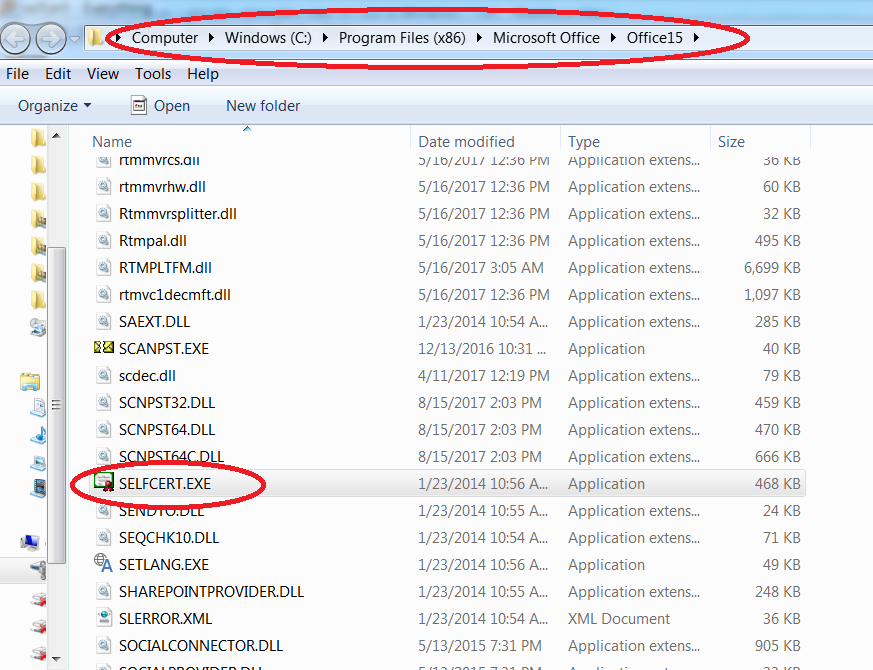 Computer Windows (C:) Program Files (x86) Microsoft Office Office15
File Edit View Tools Help
Organize Open New folder
Name Date modified Type Size
rtmmvrcs.dll 5/16/2017 12:36 PM Application extens... 36 KB
rtmmvrhw.dll 5/16/2017 12:36 PM Application extens... 60 KB
Rtmmvrsplitter.dll 5/16/2017 12:36 PM Application extens... 32 KB
Rtmpal.dll 5/16/2017 12:36 PM Application extens... 495 KB
RTMPLTFM.dll 5/16/2017 3:05 AM Application extens... 6,699 KB
rtmvc1decmft.dll 5/16/2017 12:36 PM Application extens... 1,097 KB
SAEXT.DLL 1/23/2014 10:54 A... Application extens... 285 KB
SCANPST.EXE 12/13/2016 10:31 ... Application 40 KB
scdec.dll 4/11/2017 12:19 PM Application extens... 79 KB
SCNPST32.DLL 8/15/2017 2:03 PM Application extens... 459 KB
SCNPST64.DLL 8/15/2017 2:03 PM Application extens... 470 KB
SCNPST64C.DLL 8/15/2017 2:03 PM Application extens... 666 KB
SELFCERT.EXE 1/23/2014 10:56 A... Application 468 KB
SENDTO.DLL 1/23/2014 10:55 A... Application extens... 24 KB
SEQCHK10.DLL 1/23/2014 10:54 A... Application extens... 71 KB
SETLANG.EXE 1/23/2014 10:56 A... Application 49 KB
SHAREPOINTPROVIDER.DLL 1/23/2014 10:55 A... Application extens... 248 KB
SLERROR.XML 1/23/2014 10:54 A... XML Document 36 KB
SOCIALCONNECTOR.DLL 5/13/2015 7:31 PM Application extens... 905 KB